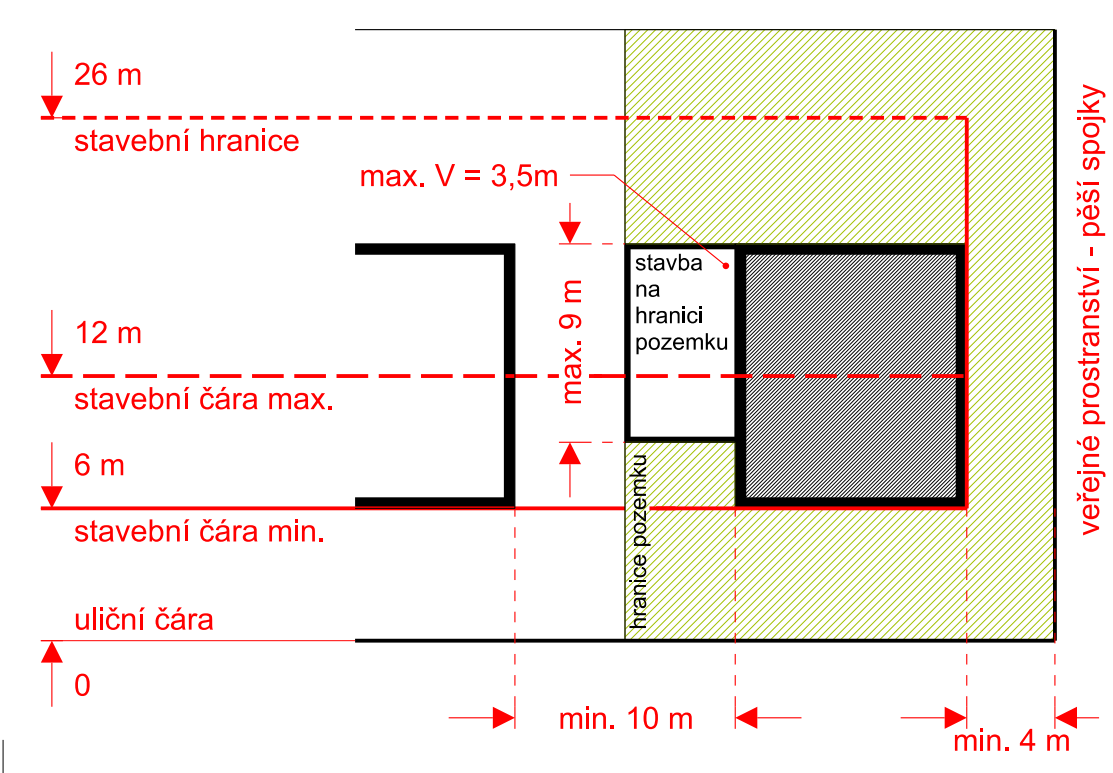 26 m
stavební hranice
max. V = 3,5m
stavba
na
hranici
pozemku
max. 9 m
12 m
stavební čára max.
6 m
stavební čára min.
hranice pozemku
uliční čára
0
min. 10 m
min. 4 m
veřejné prostranství - pěší spojky